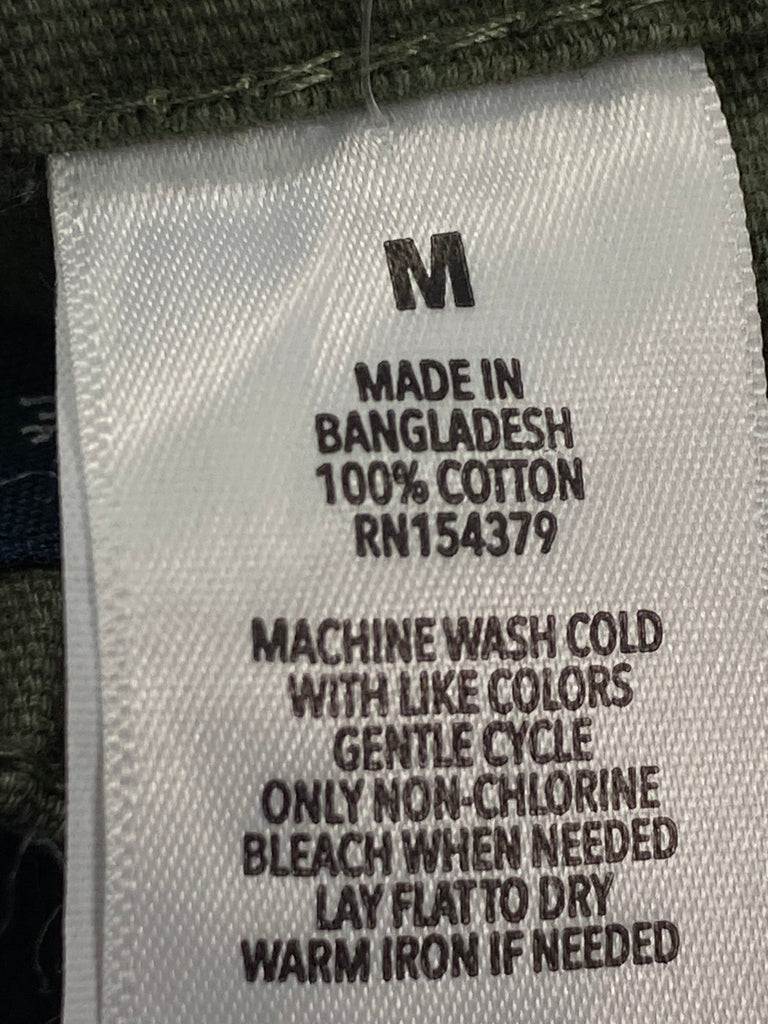 M
MADE IN
BANGLADESH
100% COTTON
RN154379
MACHINE WASH COLD
WITH LIKE COLORS
GENTLE CYCLE
ONLY NON-CHLORINE
BLEACH WHEN NEEDED
LAY FLAT TO DRY
WARM IRON IF NEEDED